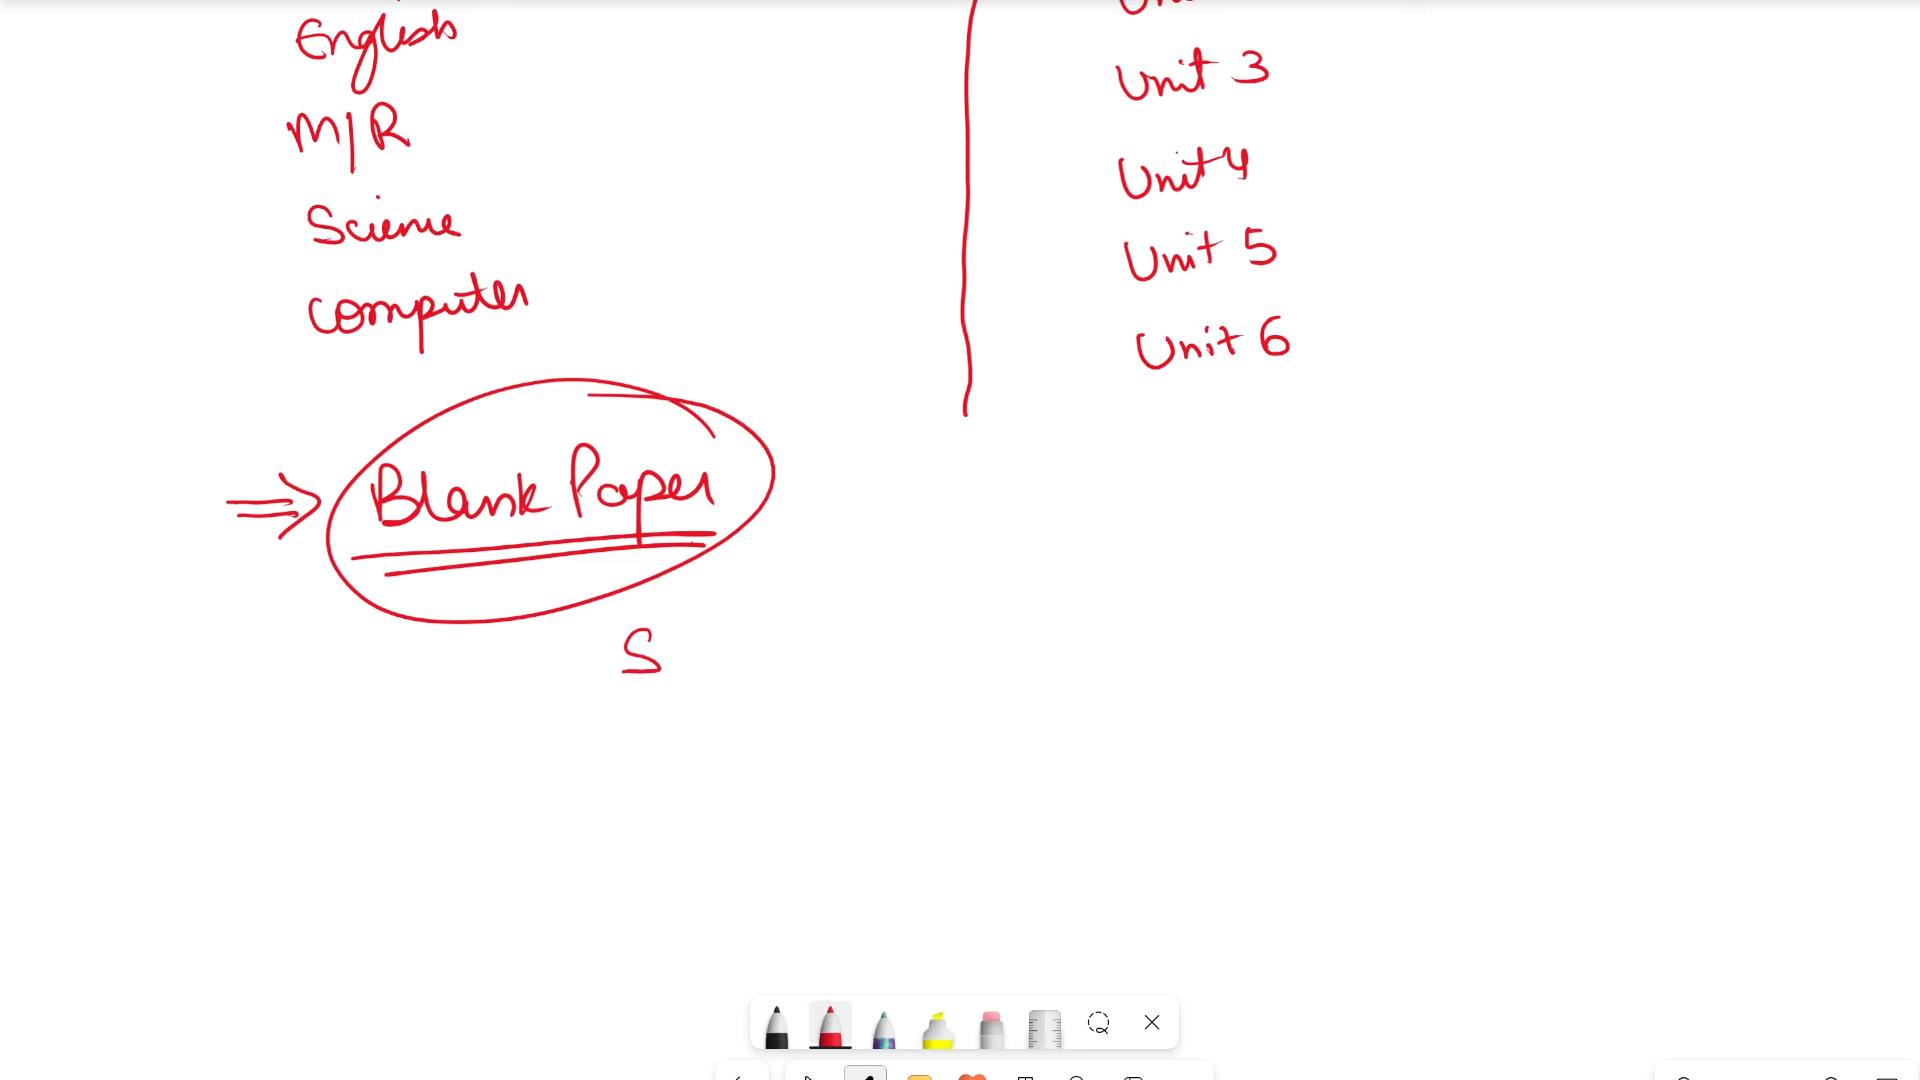 English
M/R
Science
Computer
Unit 3
Unit 4
Unit 5
Unit 6
⇒ Blank Paper
S